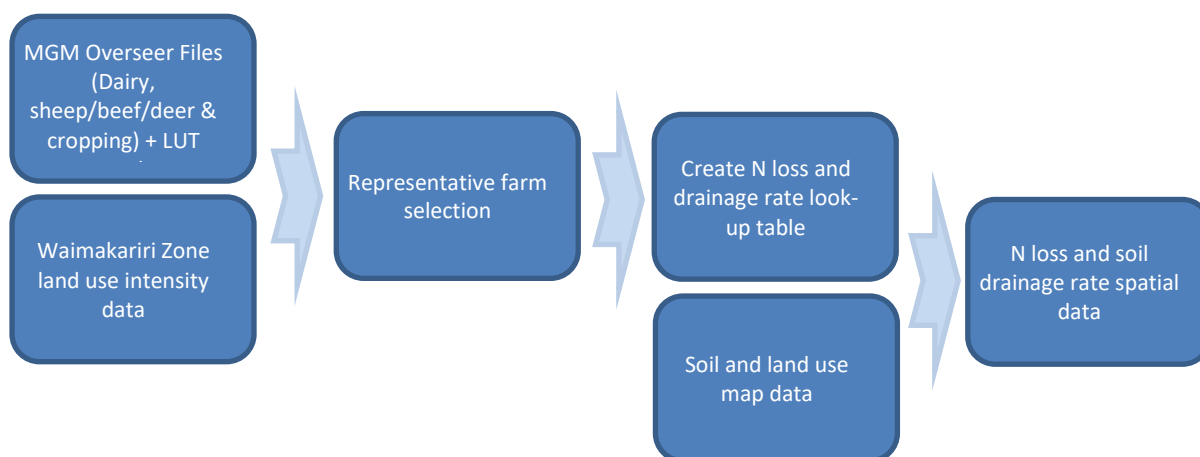 MGM Overseer Files
(Dairy,
sheep/beef/deer &
cropping) + LUT
Waimakariri Zone
land use intensity
data
Representative farm
selection
Create N loss and
drainage rate look-
up table
Soil and land use
map data
N loss and soil
drainage rate spatial
data